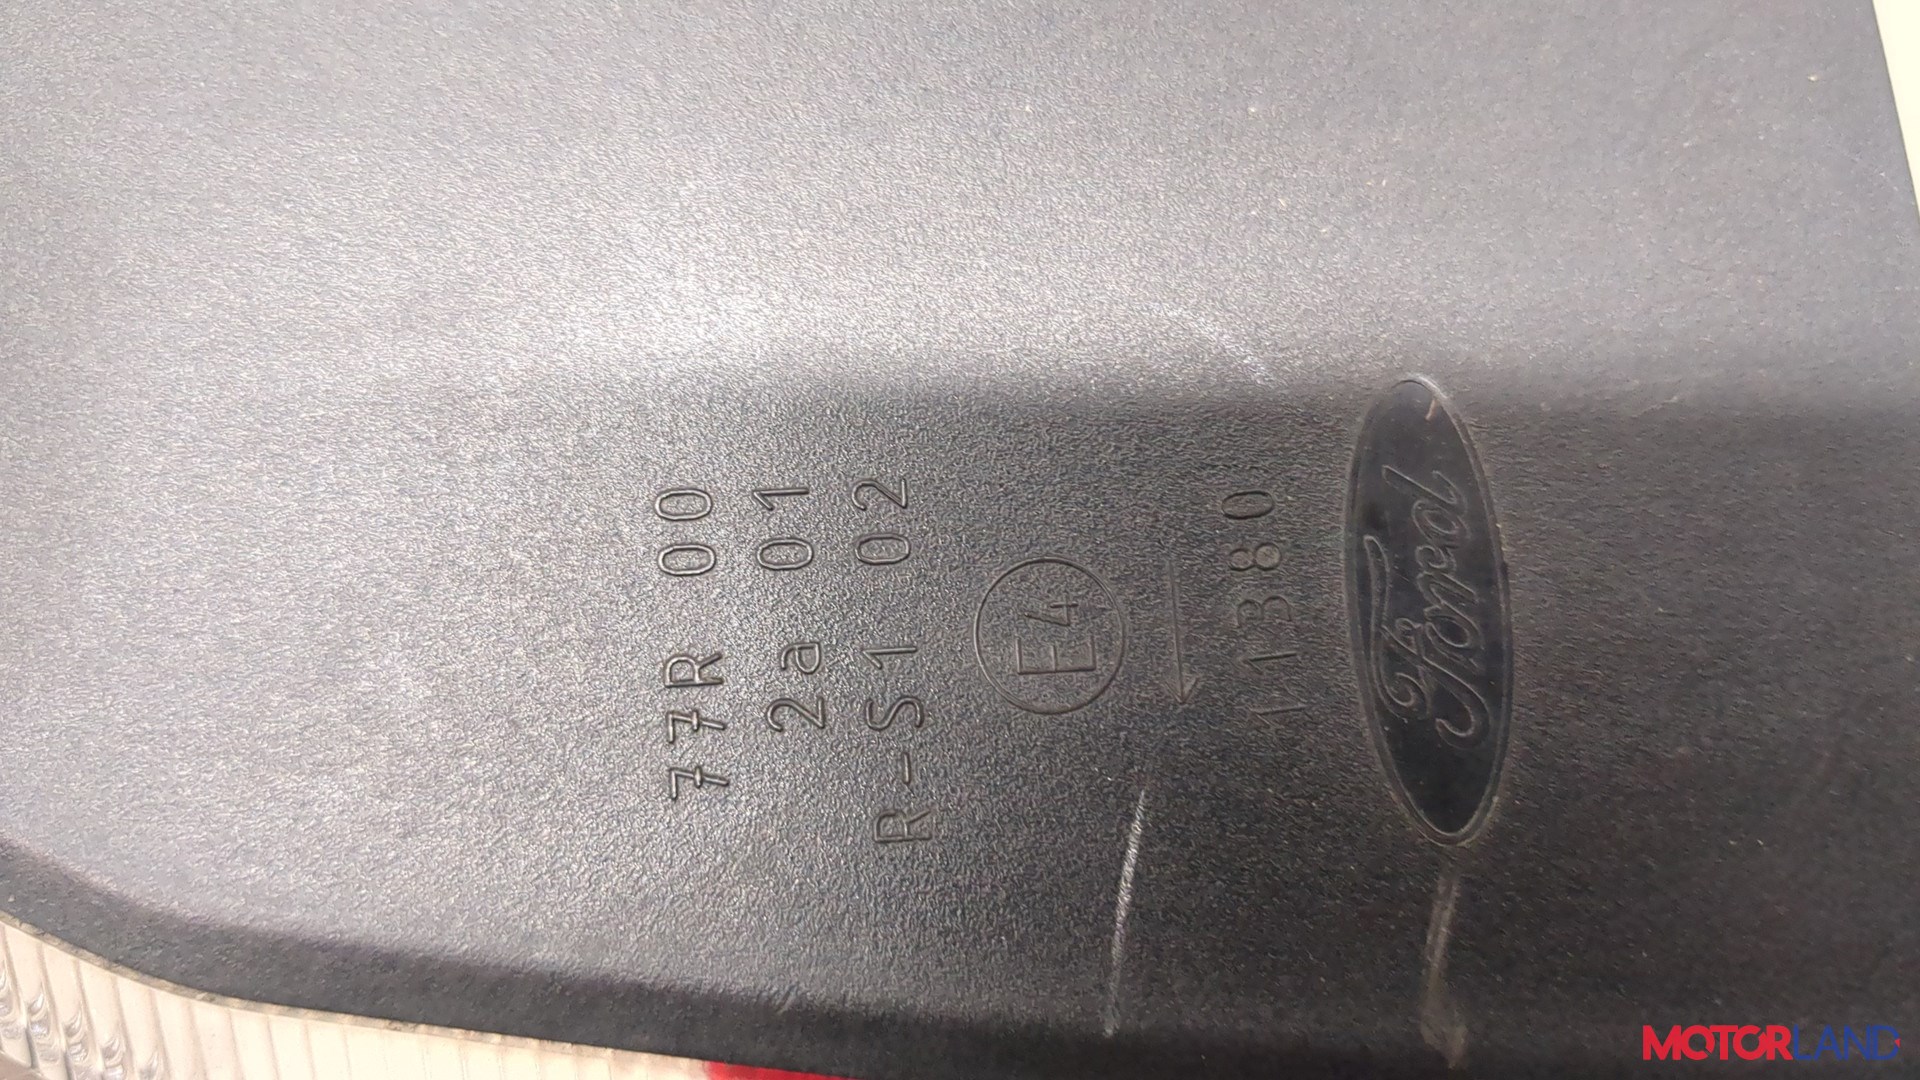 77R 00
2a 01
R-S1 02
E4
11380
Ford
MOTORLAND